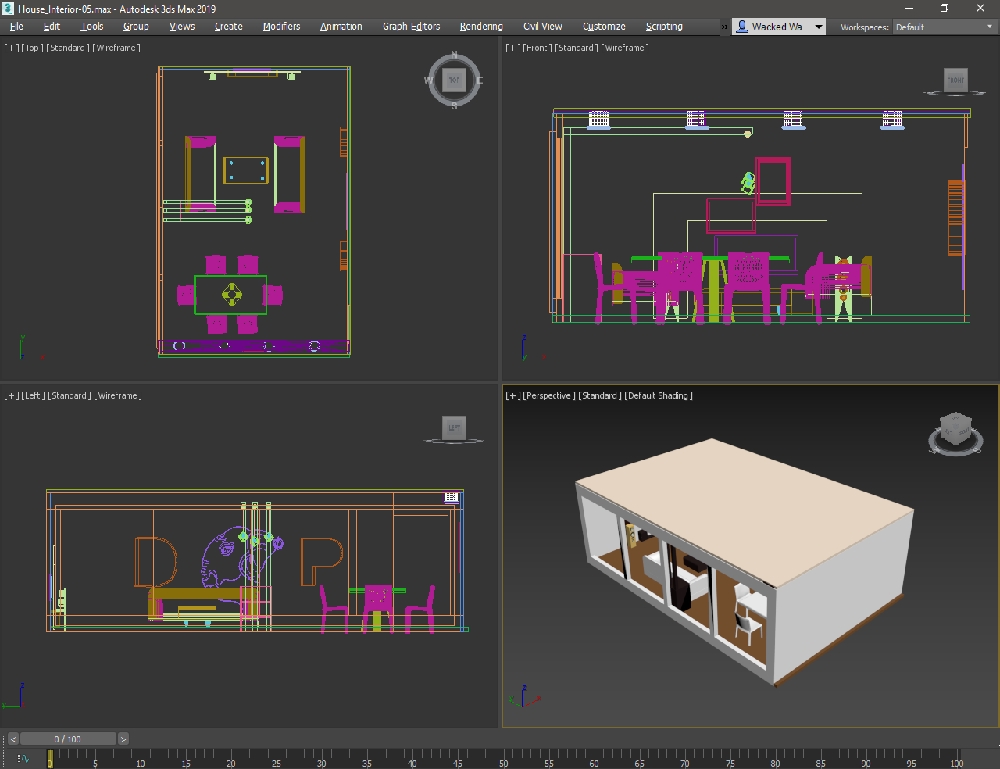 House_Interior-05.max - Autodesk 3ds Max 2019
File Edit Tools Group Views Create Modifiers Animation Graph Editors Rendering Civil View Customize Scripting » Wacked Wa Workspaces: Default
[+] [Top] [Standard] [Wireframe]
[+] [Front] [Standard] [Wireframe]
N
W TOP E
S
FRONT
[+] [Left] [Standard] [Wireframe]
[+] [Perspective] [Standard] [Default Shading]
LEFT
< 0 / 100 >
0 5 10 15 20 25 30 35 40 45 50 55 60 65 70 75 80 85 90 95 100